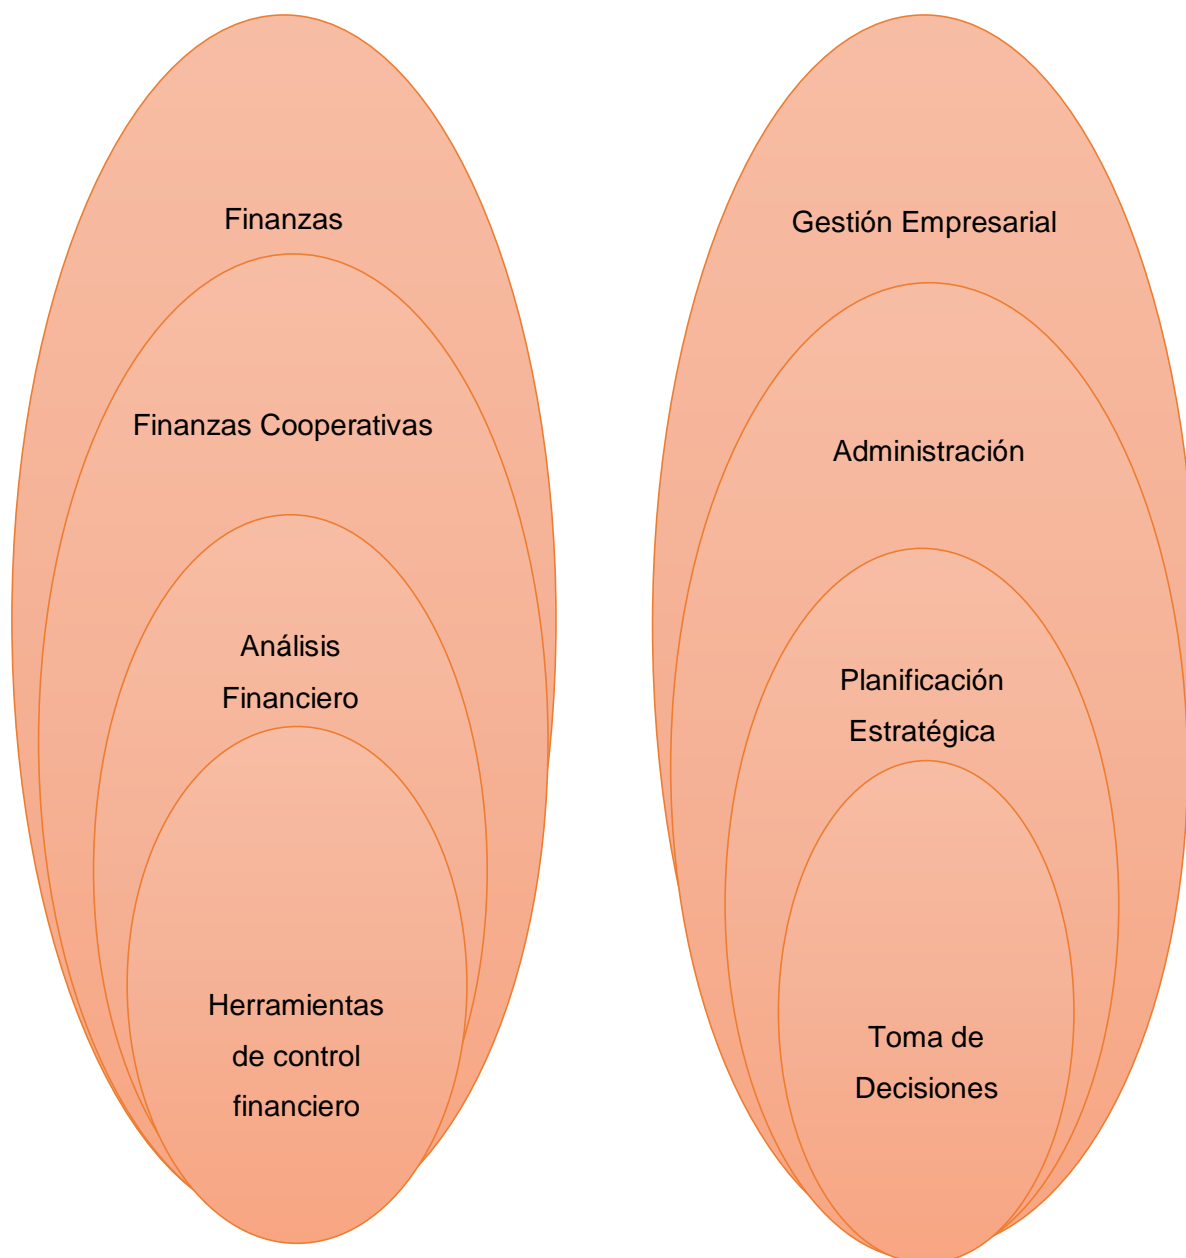 Finanzas
Finanzas Cooperativas
Análisis
Financiero
Herramientas
de control
financiero
Gestión Empresarial
Administración
Planificación
Estratégica
Toma de
Decisiones